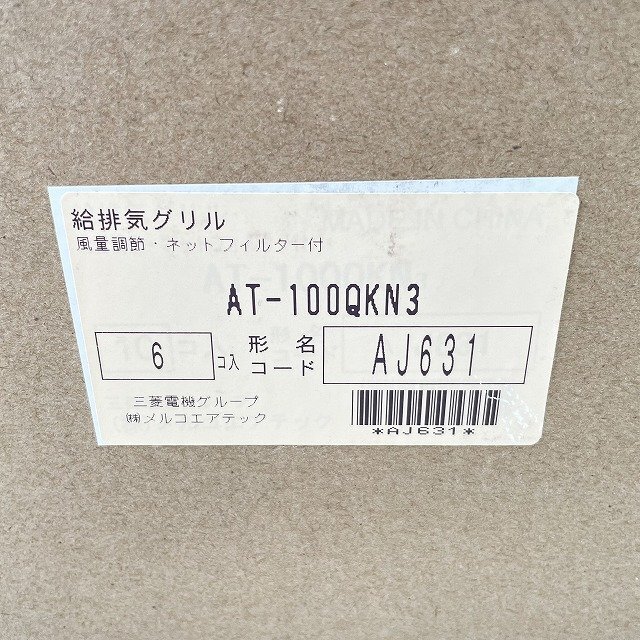 給排気グリル
風量調節・ネットフィルター付
AT-100QKN3
6 コ入 形名コード AJ631
三菱電機グループ
㈱メルコエアテック
*AJ631*